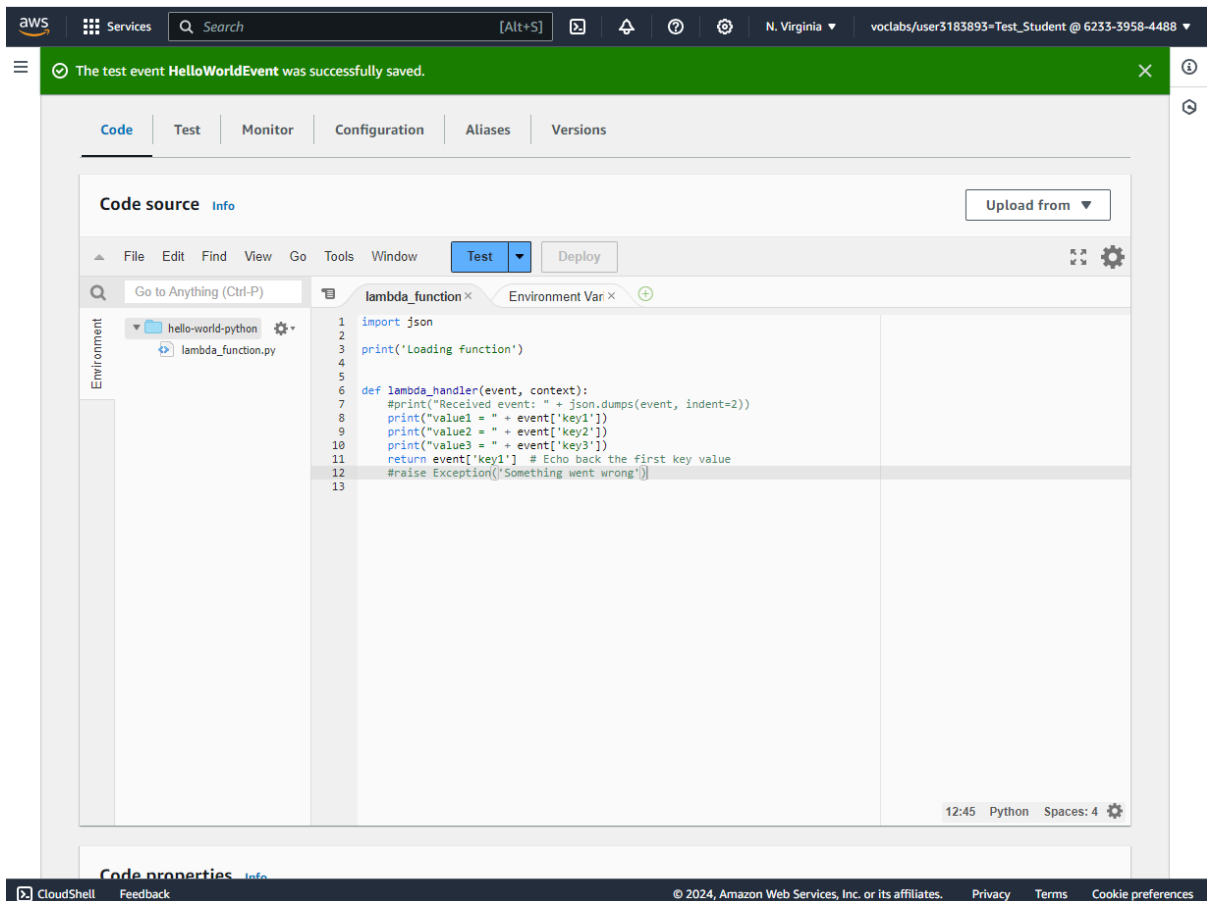 aws Services Search [Alt+S] N. Virginia ▼ voclabs/user3183893=Test_Student @ 6233-3958-4488 ▼
The test event HelloWorldEvent was successfully saved.
Code Test Monitor Configuration Aliases Versions
Code source Info Upload from ▼
File Edit Find View Go Tools Window Test Deploy
Go to Anything (Ctrl-P) lambda_function × Environment Vari ×
Environment
hello-world-python
lambda_function.py
1 import json
2
3 print('Loading function')
4
5
6 def lambda_handler(event, context):
7 #print("Received event: " + json.dumps(event, indent=2))
8 print("value1 = " + event['key1'])
9 print("value2 = " + event['key2'])
10 print("value3 = " + event['key3'])
11 return event['key1']  # Echo back the first key value
12 #raise Exception('Something went wrong')
13
12:45 Python Spaces: 4
Code properties Info
CloudShell Feedback © 2024, Amazon Web Services, Inc. or its affiliates. Privacy Terms Cookie preferences